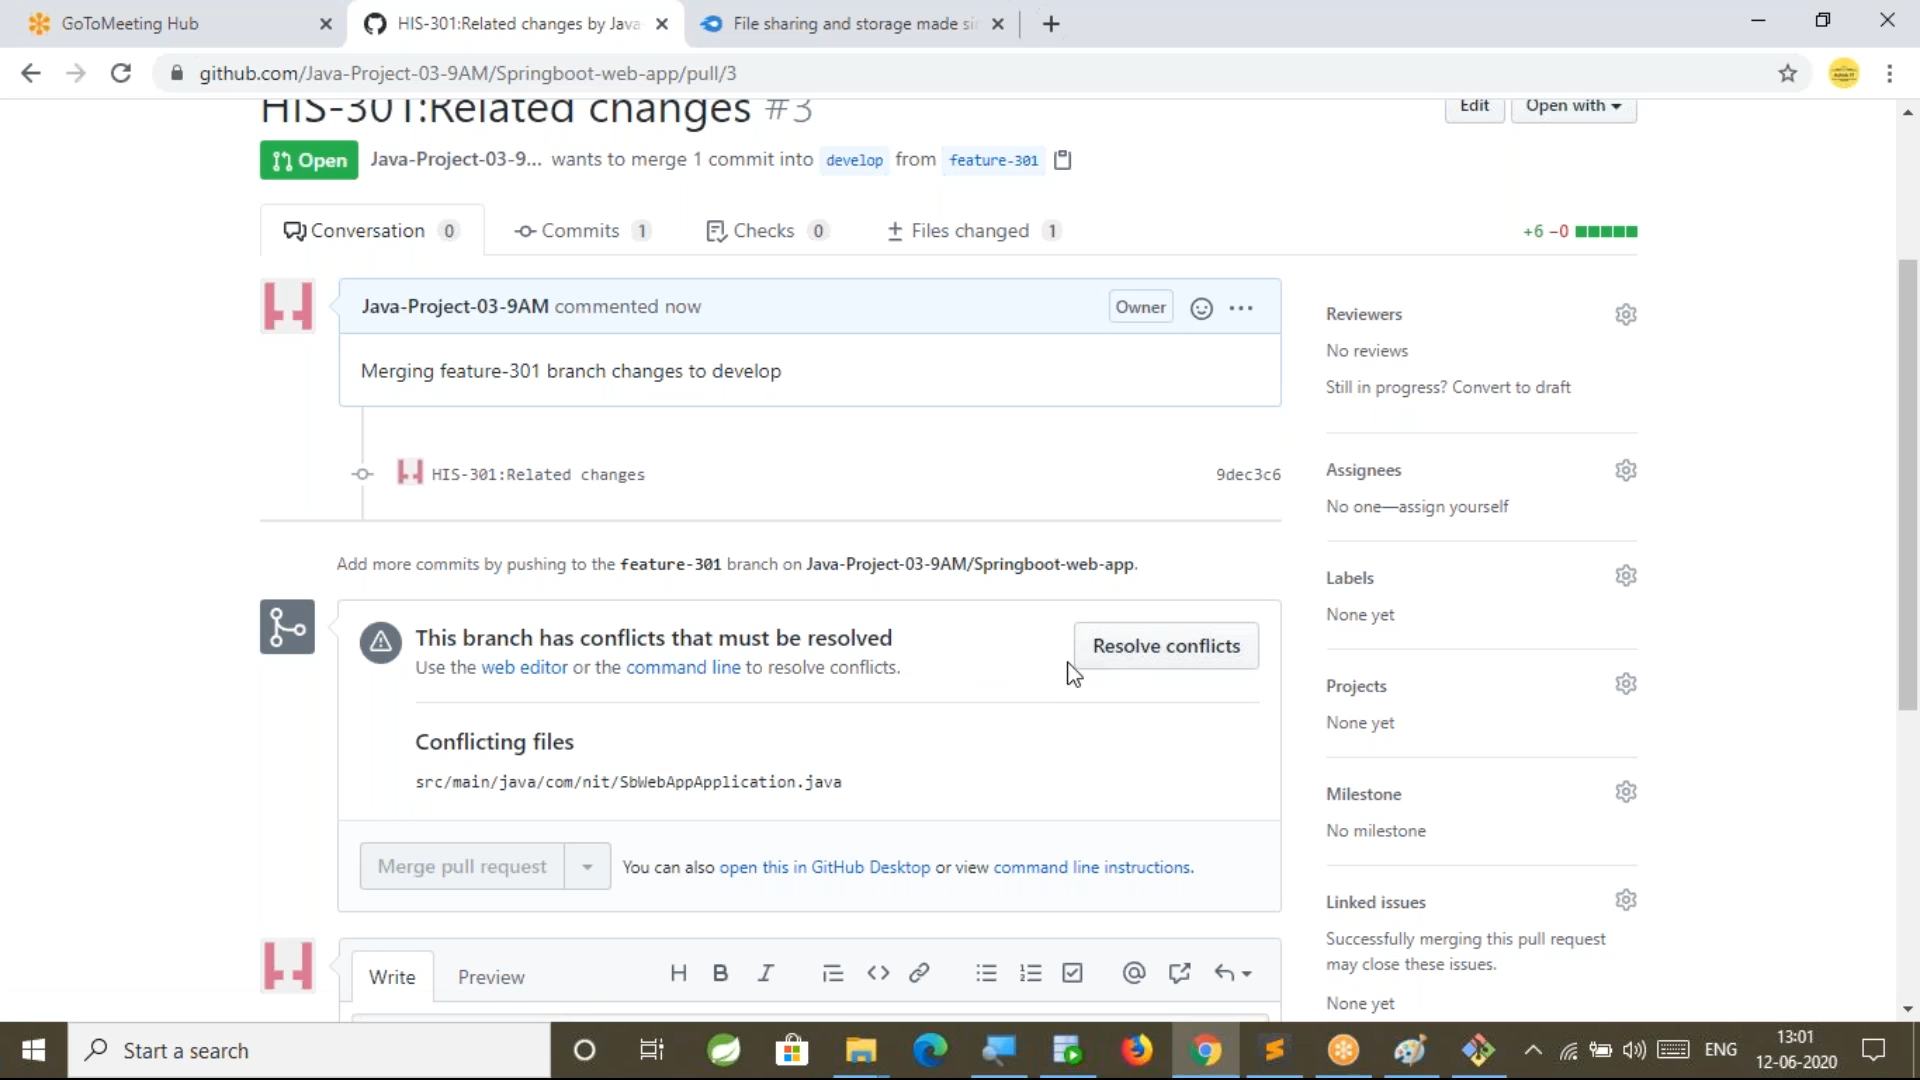 GoToMeeting Hub
HIS-301:Related changes by Java-
File sharing and storage made si
github.com/Java-Project-03-9AM/Springboot-web-app/pull/3
HIS-301:Related changes #3
Edit
Open with
Open
Java-Project-03-9... wants to merge 1 commit into develop from feature-301
Conversation 0
Commits 1
Checks 0
Files changed 1
+6 −0
Java-Project-03-9AM commented now
Owner
Merging feature-301 branch changes to develop
HIS-301:Related changes
9dec3c6
Add more commits by pushing to the feature-301 branch on Java-Project-03-9AM/Springboot-web-app.
This branch has conflicts that must be resolved
Use the web editor or the command line to resolve conflicts.
Resolve conflicts
Conflicting files
src/main/java/com/nit/SbWebAppApplication.java
Merge pull request
You can also open this in GitHub Desktop or view command line instructions.
Write
Preview
Reviewers
No reviews
Still in progress? Convert to draft
Assignees
No one—assign yourself
Labels
None yet
Projects
None yet
Milestone
No milestone
Linked issues
Successfully merging this pull request
may close these issues.
None yet
Start a search
ENG
13:01
12-06-2020